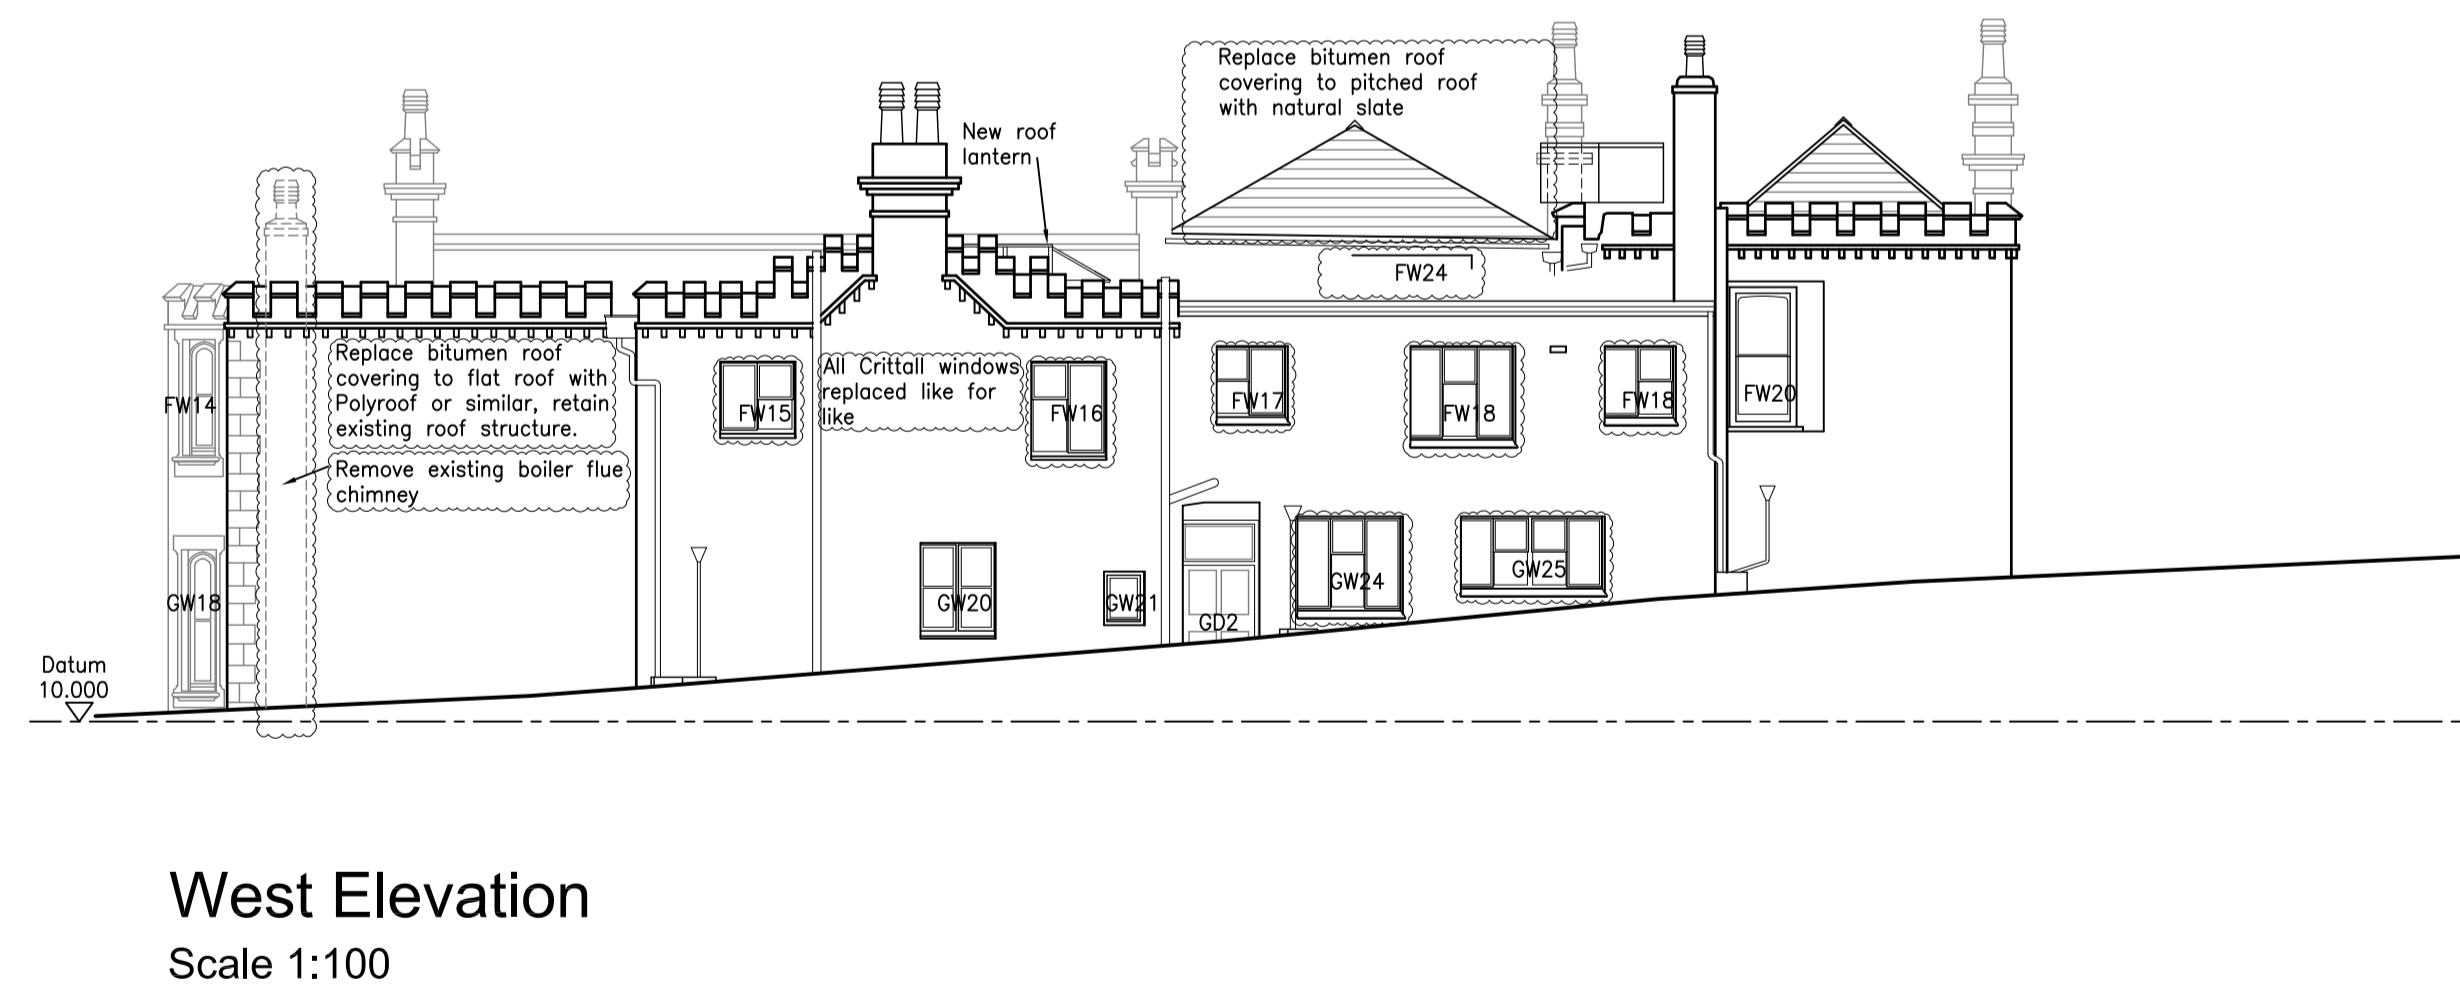 Replace bitumen roof
covering to pitched roof
with natural slate
New roof
lantern
FW24
Replace bitumen roof
covering to flat roof with
Polyroof or similar, retain
existing roof structure.
Remove existing boiler flue
chimney
All Crittall windows
replaced like for
like
FW14
FW15
FW16
FW17
FW18
FW18
FW20
GW18
GW20
GW21
GD2
GW24
GW25
Datum
10.000
West Elevation
Scale 1:100